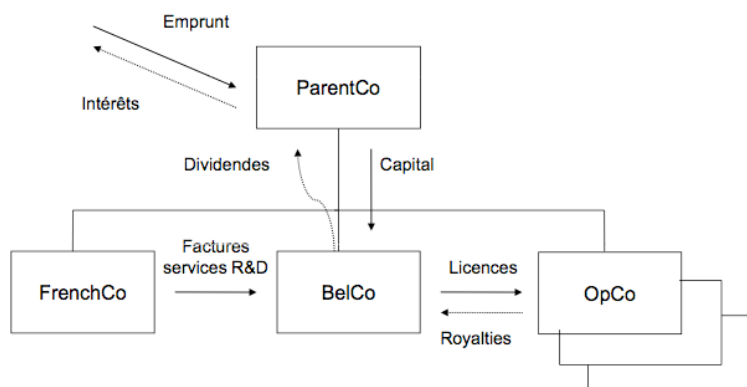 Emprunt
ParentCo
Intérêts
Dividendes
Capital
Factures
services R&D
Licences
FrenchCo
BelCo
OpCo
Royalties